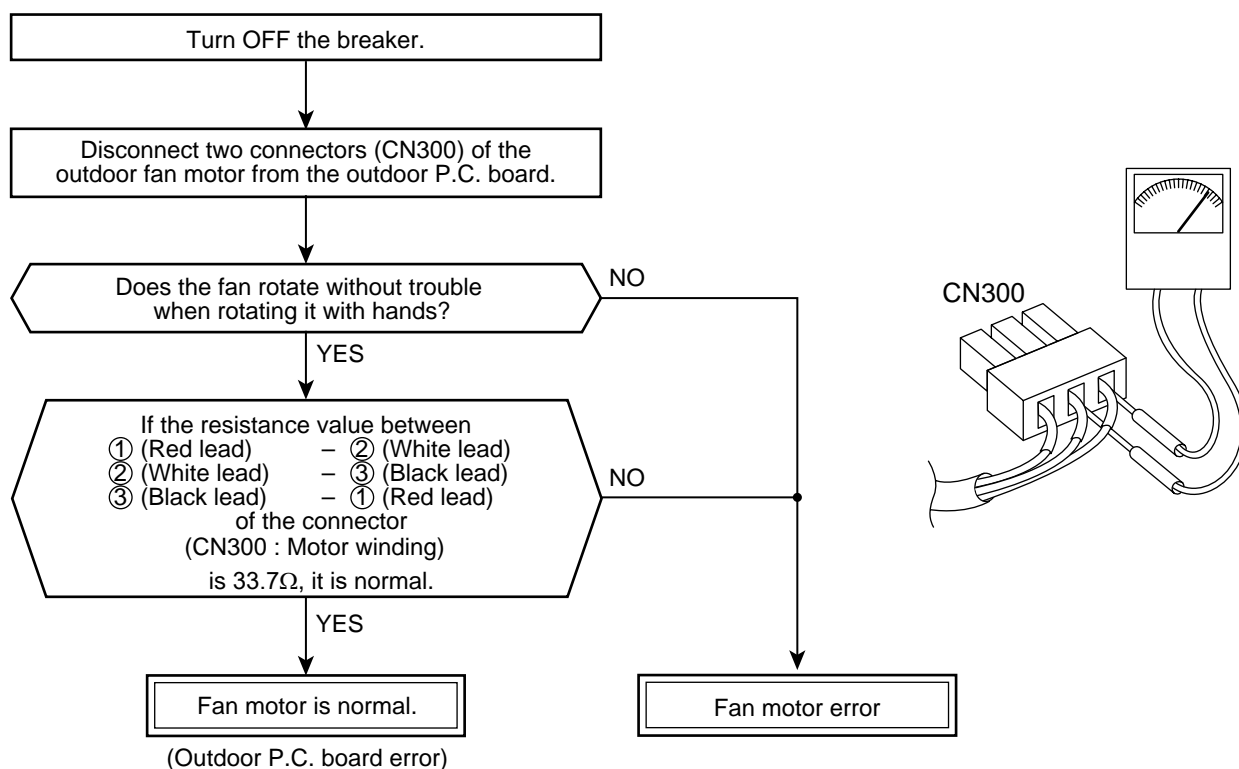 Turn OFF the breaker.
Disconnect two connectors (CN300) of the
outdoor fan motor from the outdoor P.C. board.
Does the fan rotate without trouble
when rotating it with hands?
NO
YES
If the resistance value between
① (Red lead) – ② (White lead)
② (White lead) – ③ (Black lead)
③ (Black lead) – ① (Red lead)
of the connector
(CN300 : Motor winding)
is 33.7Ω, it is normal.
NO
YES
Fan motor is normal.
(Outdoor P.C. board error)
Fan motor error
CN300